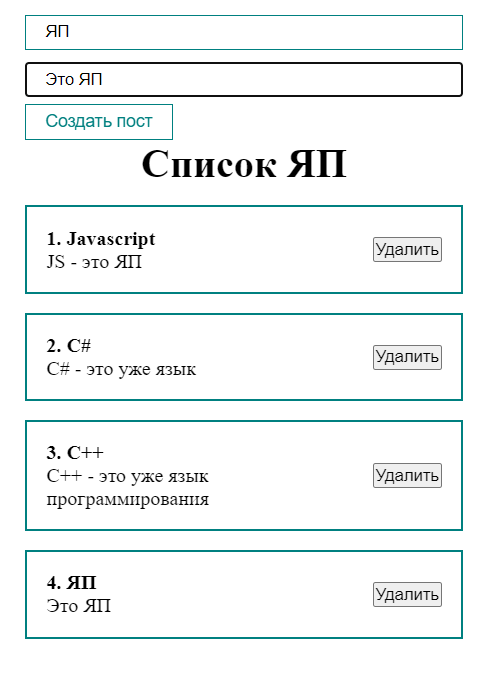 ЯП
Это ЯП
Создать пост
Список ЯП
1. Javascript
JS - это ЯП
Удалить
2. C#
C# - это уже язык
Удалить
3. C++
C++ - это уже язык
программирования
Удалить
4. ЯП
Это ЯП
Удалить